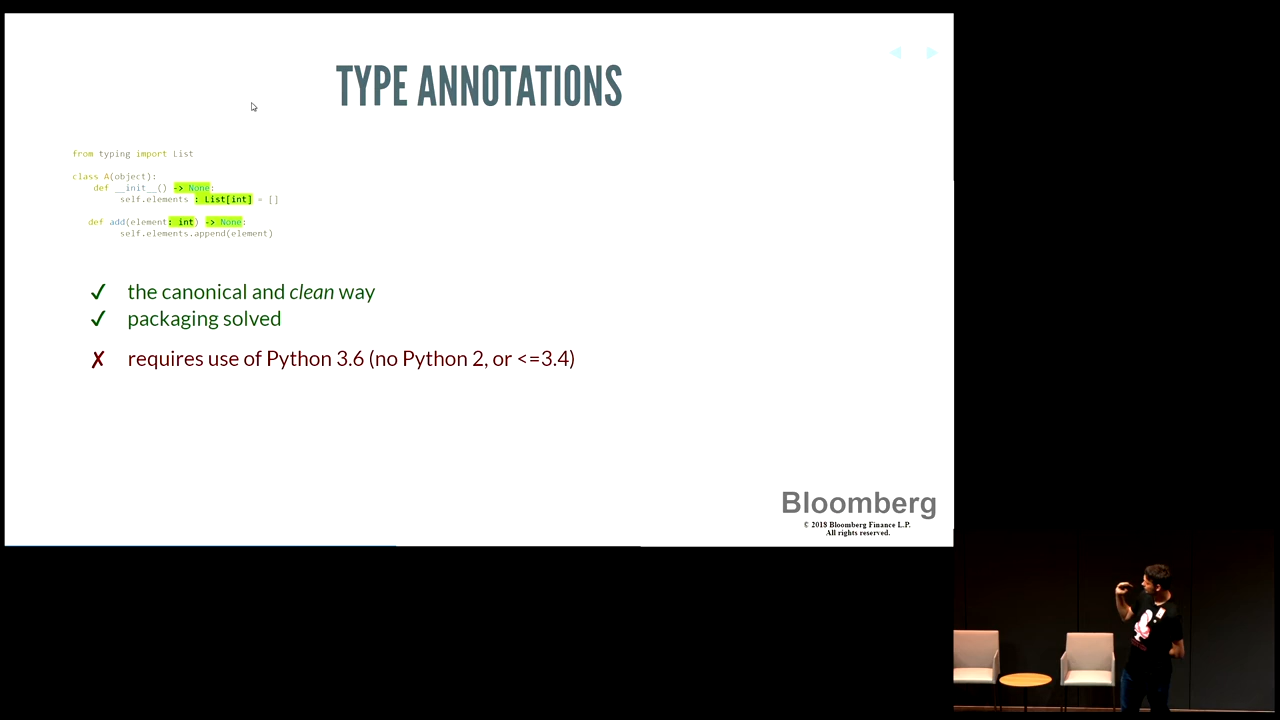 TYPE ANNOTATIONS
from typing import List
class A(object):
def __init__() -> None:
self.elements : List[int] = []
def add(element: int) -> None:
self.elements.append(element)
✓ the canonical and clean way
✓ packaging solved
✗ requires use of Python 3.6 (no Python 2, or <=3.4)
Bloomberg
© 2018 Bloomberg Finance L.P.
All rights reserved.